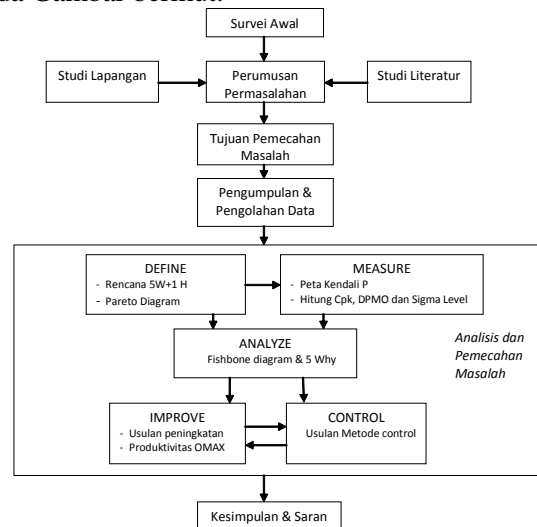 Survei Awal
Studi Lapangan
Perumusan
Permasalahan
Studi Literatur
Tujuan Pemecahan
Masalah
Pengumpulan &
Pengolahan Data
DEFINE
- Rencana 5W+1 H
- Pareto Diagram
MEASURE
- Peta Kendali P
- Hitung Cpk, DPMO dan Sigma Level
ANALYZE
Fishbone diagram & 5 Why
Analisis dan
Pemecahan
Masalah
IMPROVE
- Usulan peningkatan
- Produktivitas OMAX
CONTROL
Usulan Metode control
Kesimpulan & Saran